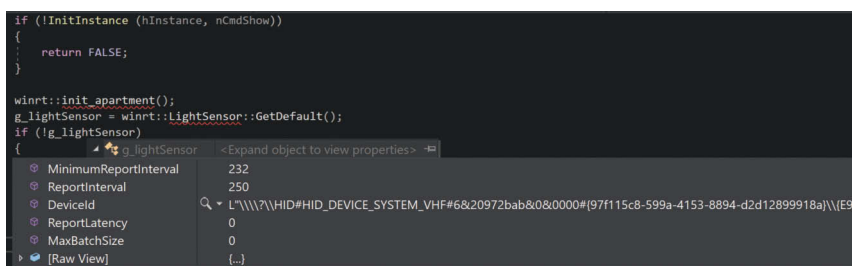 if (!InitInstance (hInstance, nCmdShow))
{
return FALSE;
}
winrt::init_apartment();
g_lightSensor = winrt::LightSensor::GetDefault();
if (!g_lightSensor)
{ g_lightSensor <Expand object to view properties>
MinimumReportInterval 232
ReportInterval 250
DeviceId L"\\\\?\\HID#HID_DEVICE_SYSTEM_VHF#6&20972bab&0&0000#{97f115c8-599a-4153-8894-d2d12899918a}\\{E9
ReportLatency 0
MaxBatchSize 0
[Raw View] {...}